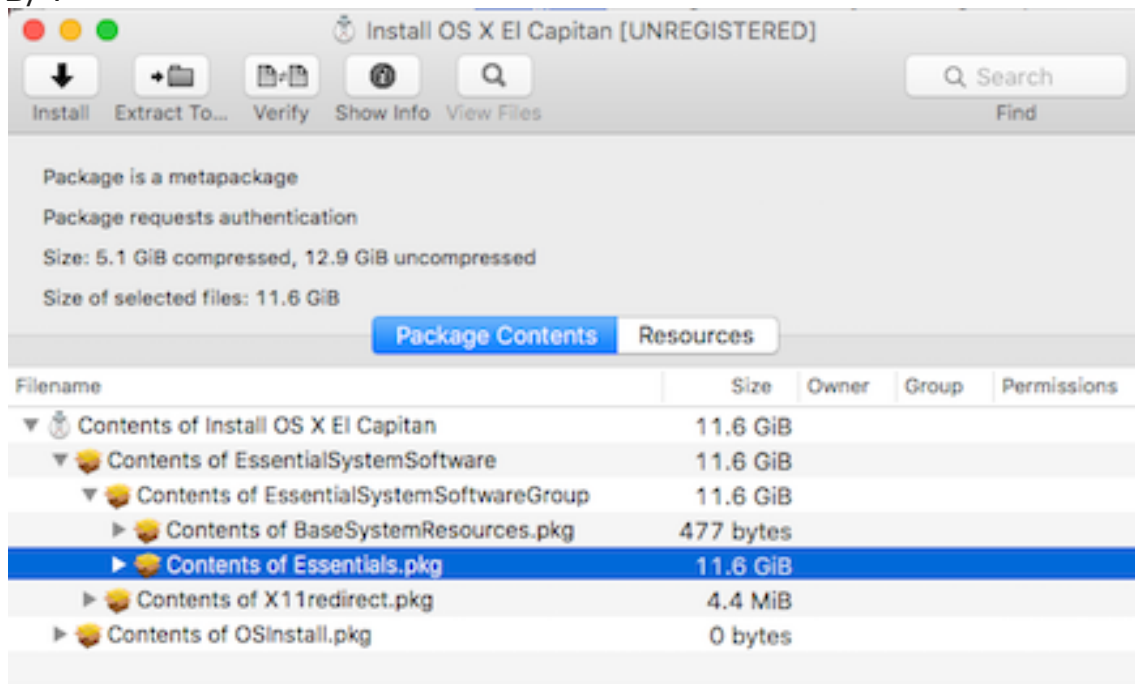 Install OS X El Capitan [UNREGISTERED]
Search
Install Extract To... Verify Show Info View Files Find
Package is a metapackage
Package requests authentication
Size: 5.1 GiB compressed, 12.9 GiB uncompressed
Size of selected files: 11.6 GiB
Package Contents Resources
Filename Size Owner Group Permissions
Contents of Install OS X El Capitan 11.6 GiB
Contents of EssentialSystemSoftware 11.6 GiB
Contents of EssentialSystemSoftwareGroup 11.6 GiB
Contents of BaseSystemResources.pkg 477 bytes
Contents of Essentials.pkg 11.6 GiB
Contents of X11redirect.pkg 4.4 MiB
Contents of OSInstall.pkg 0 bytes